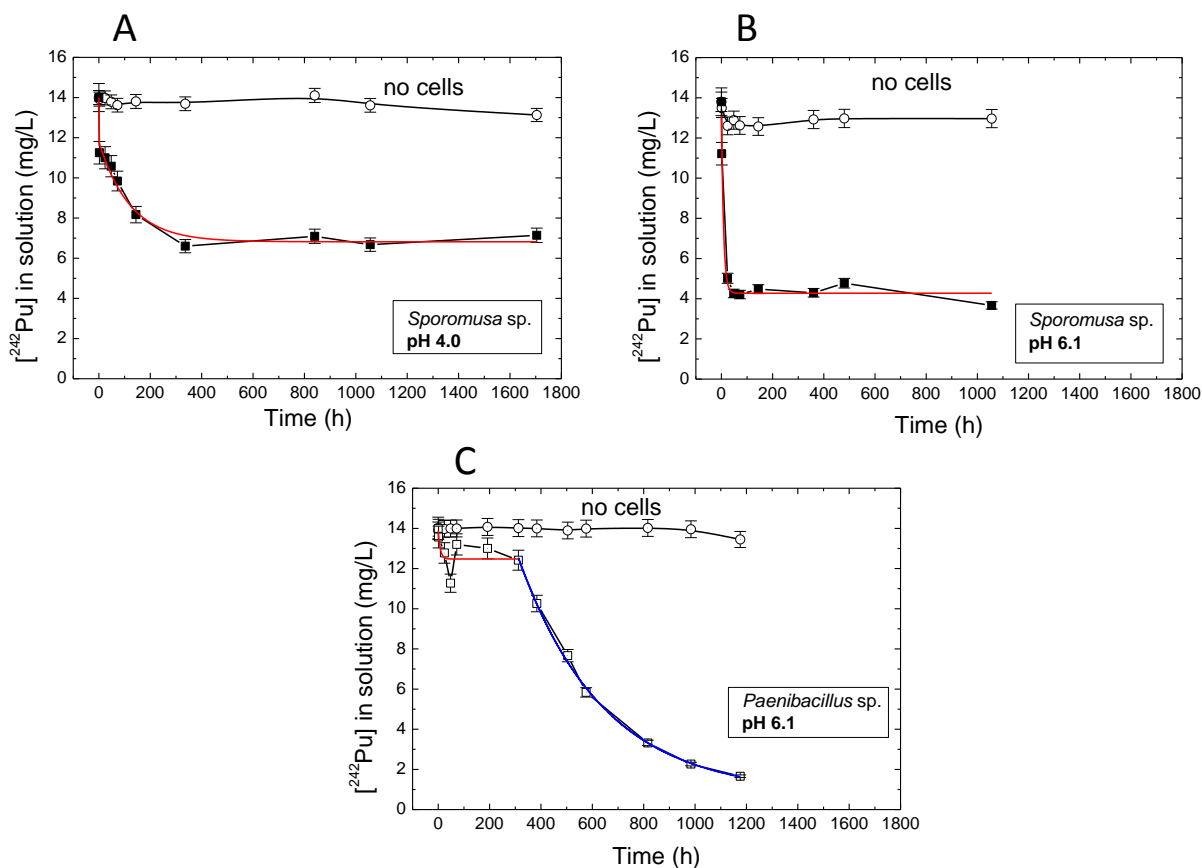 A
[²⁴²Pu] in solution (mg/L)
16
14
12
10
8
6
4
2
0
no cells
Sporomusa sp.
pH 4.0
0 200 400 600 800 1000 1200 1400 1600 1800
Time (h)
B
[²⁴²Pu] in solution (mg/L)
16
14
12
10
8
6
4
2
0
no cells
Sporomusa sp.
pH 6.1
0 200 400 600 800 1000 1200 1400 1600 1800
Time (h)
C
[²⁴²Pu] in solution (mg/L)
16
14
12
10
8
6
4
2
0
no cells
Paenibacillus sp.
pH 6.1
0 200 400 600 800 1000 1200 1400 1600 1800
Time (h)